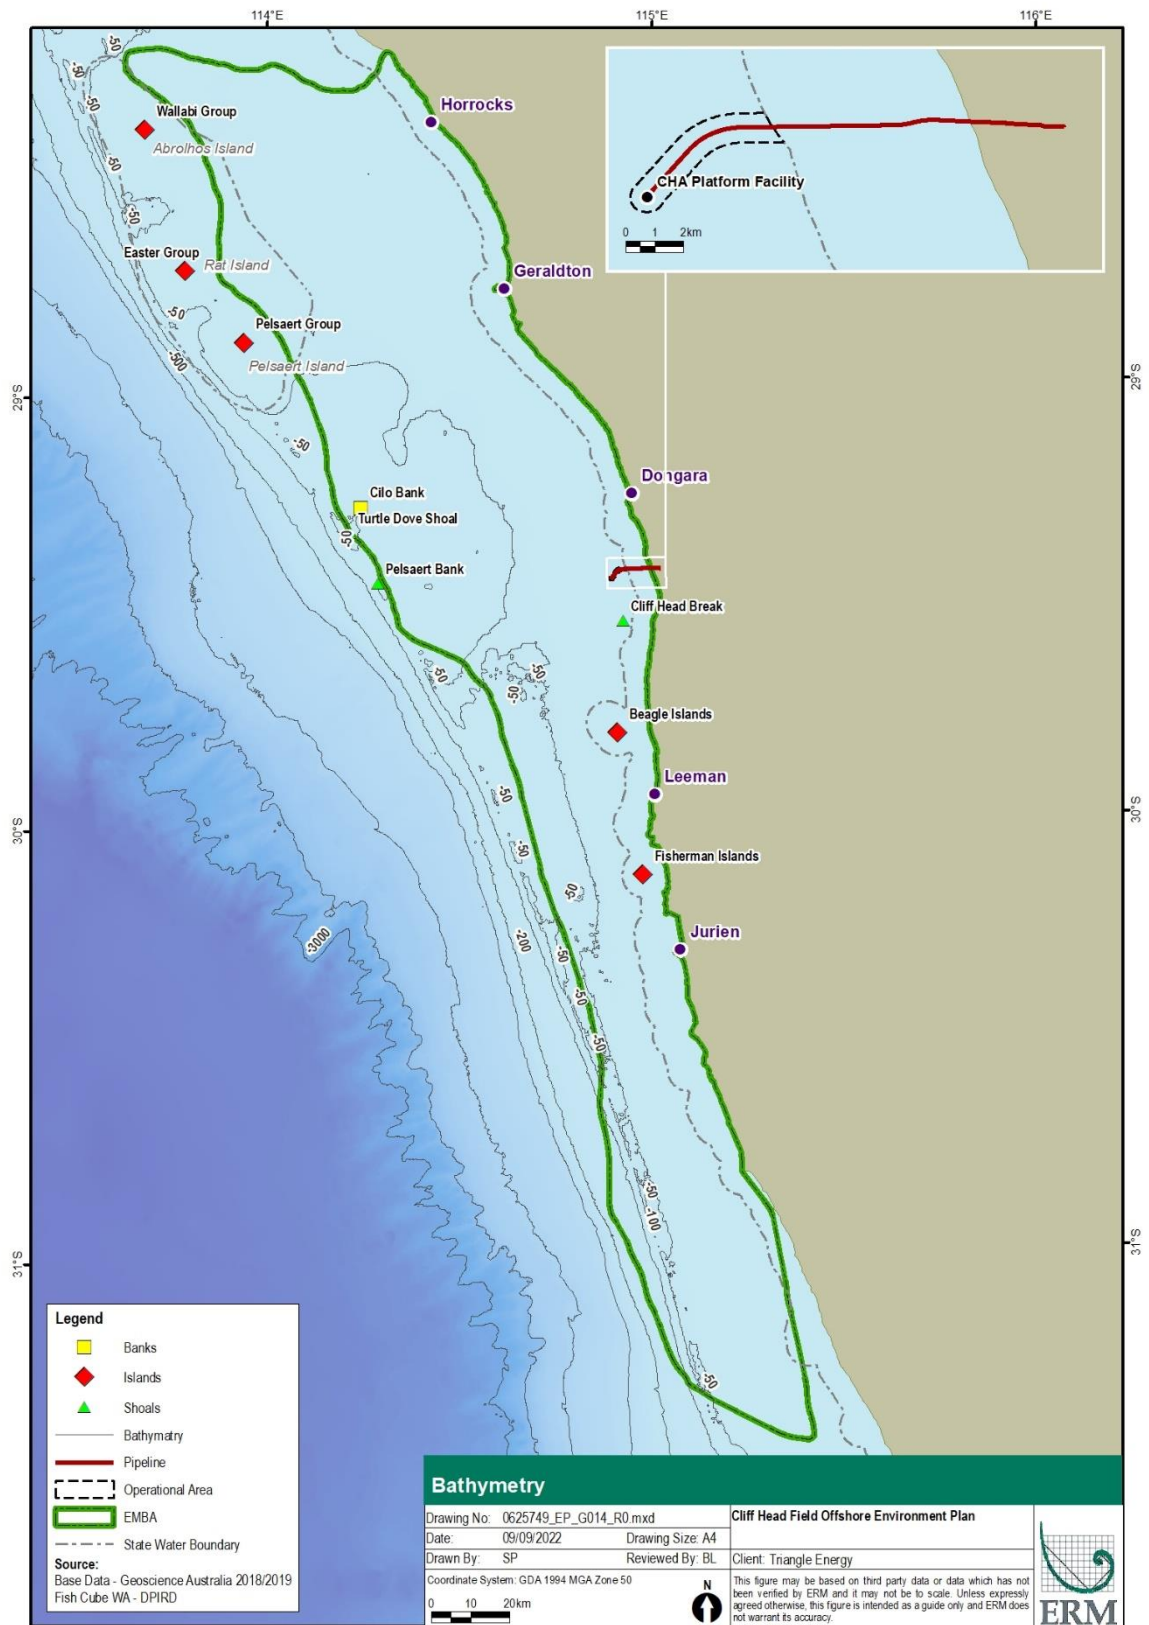 114°E
115°E
116°E
-50
-50
-50
Wallabi Group
Abrolhos Island
Horrocks
-50
-50
CHA Platform Facility
0 1 2km
Easter Group
Rat Island
Geraldton
-50
Pelsaert Group
-500
Pelsaert Island
29°S
29°S
-50
Dongara
Cilo Bank
Turtle Dove Shoal
-50
Pelsaert Bank
Cliff Head Break
-50
-50
-50
Beagle Islands
Leeman
-50
30°S
30°S
-50
Fisherman Islands
-50
-3000
-200
Jurien
-50
-50
-50
-50
-100
31°S
31°S
-50
Legend
Banks
Islands
Shoals
Bathymatry
Pipeline
Operational Area
EMBA
State Water Boundary
Source:
Base Data - Geoscience Australia 2018/2019
Fish Cube WA - DPIRD
Bathymetry
Drawing No: 0625749_EP_G014_R0.mxd
Date: 09/09/2022 Drawing Size: A4
Drawn By: SP Reviewed By: BL
Coordinate System: GDA 1994 MGA Zone 50
0 10 20km
N
Cliff Head Field Offshore Environment Plan
Client: Triangle Energy
This figure may be based on third party data or data which has not
been verified by ERM and it may not be to scale. Unless expressly
agreed otherwise, this figure is intended as a guide only and ERM does
not warrant its accuracy.
ERM